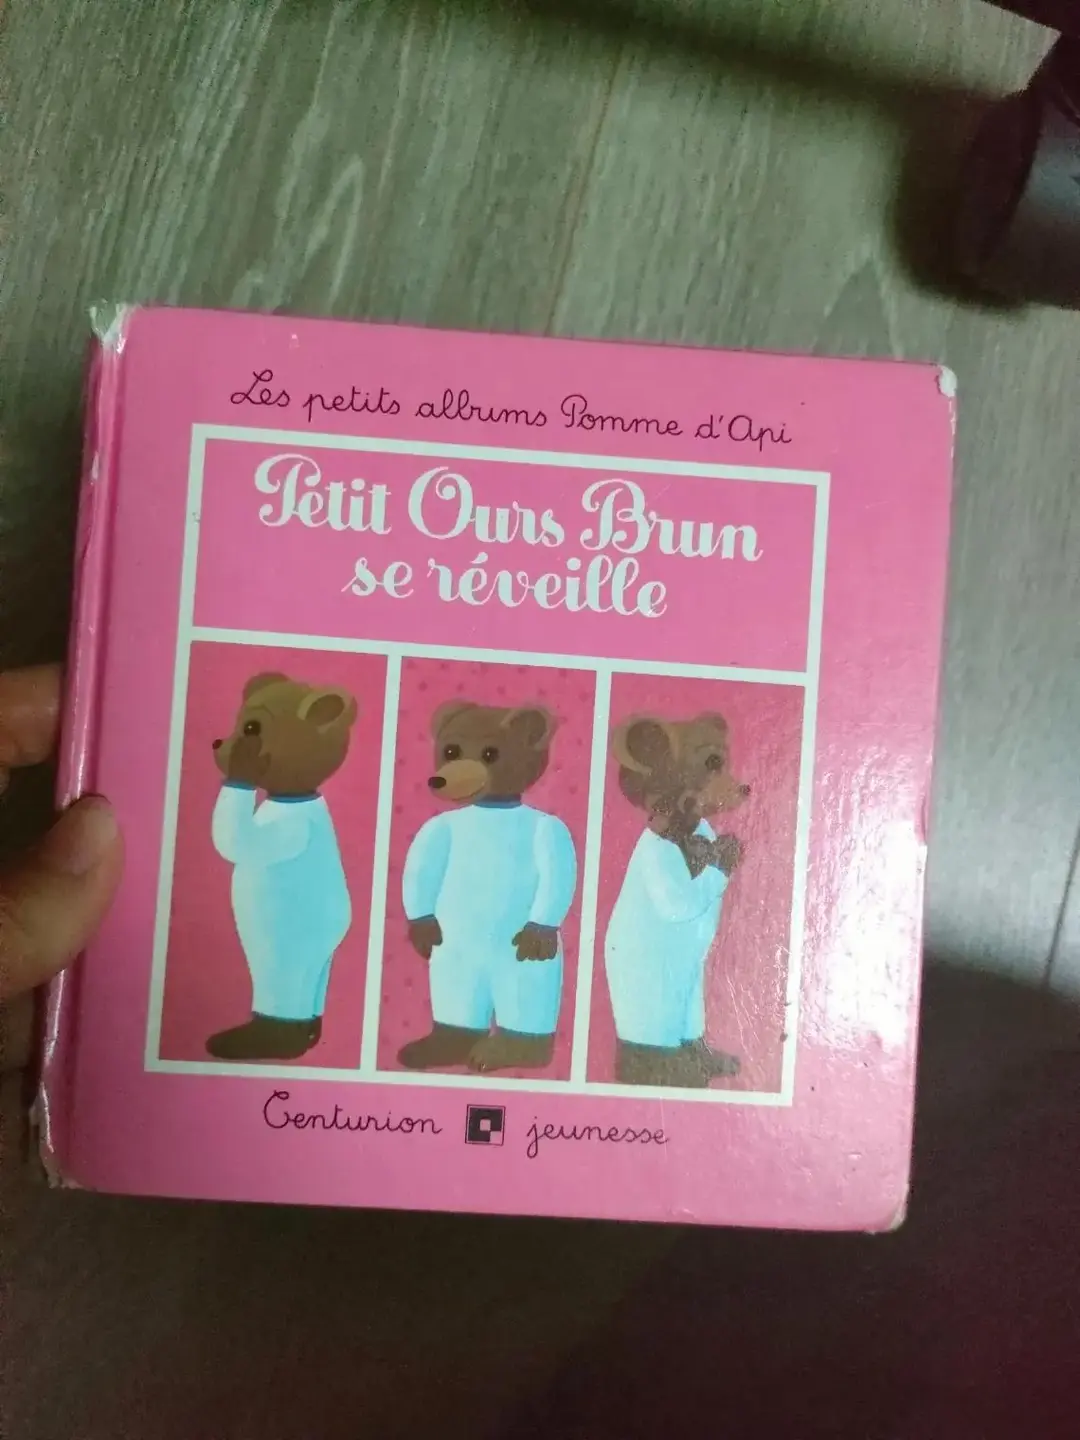 Les petits albums Pomme d'Api
Petit Ours Brun
se réveille
Centurion jeunesse